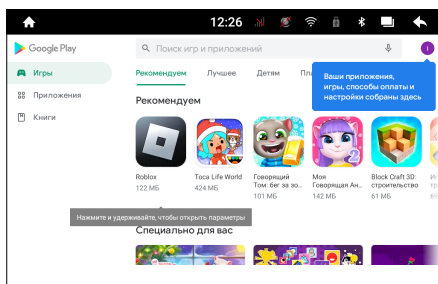 12:26
Google Play
Поиск игр и приложений
Игры
Приложения
Книги
Рекомендуем
Лучшее
Детям
Ваши приложения,
игры, способы оплаты и
настройки собраны здесь
Рекомендуем
Roblox
122 МБ
Toca Life World
424 МБ
Говорящий
Том: бег за зо...
101 МБ
Моя
Говорящая Ан...
142 МБ
Block Craft 3D:
строительство
61 МБ
Нажмите и удерживайте, чтобы открыть параметры
Специально для вас